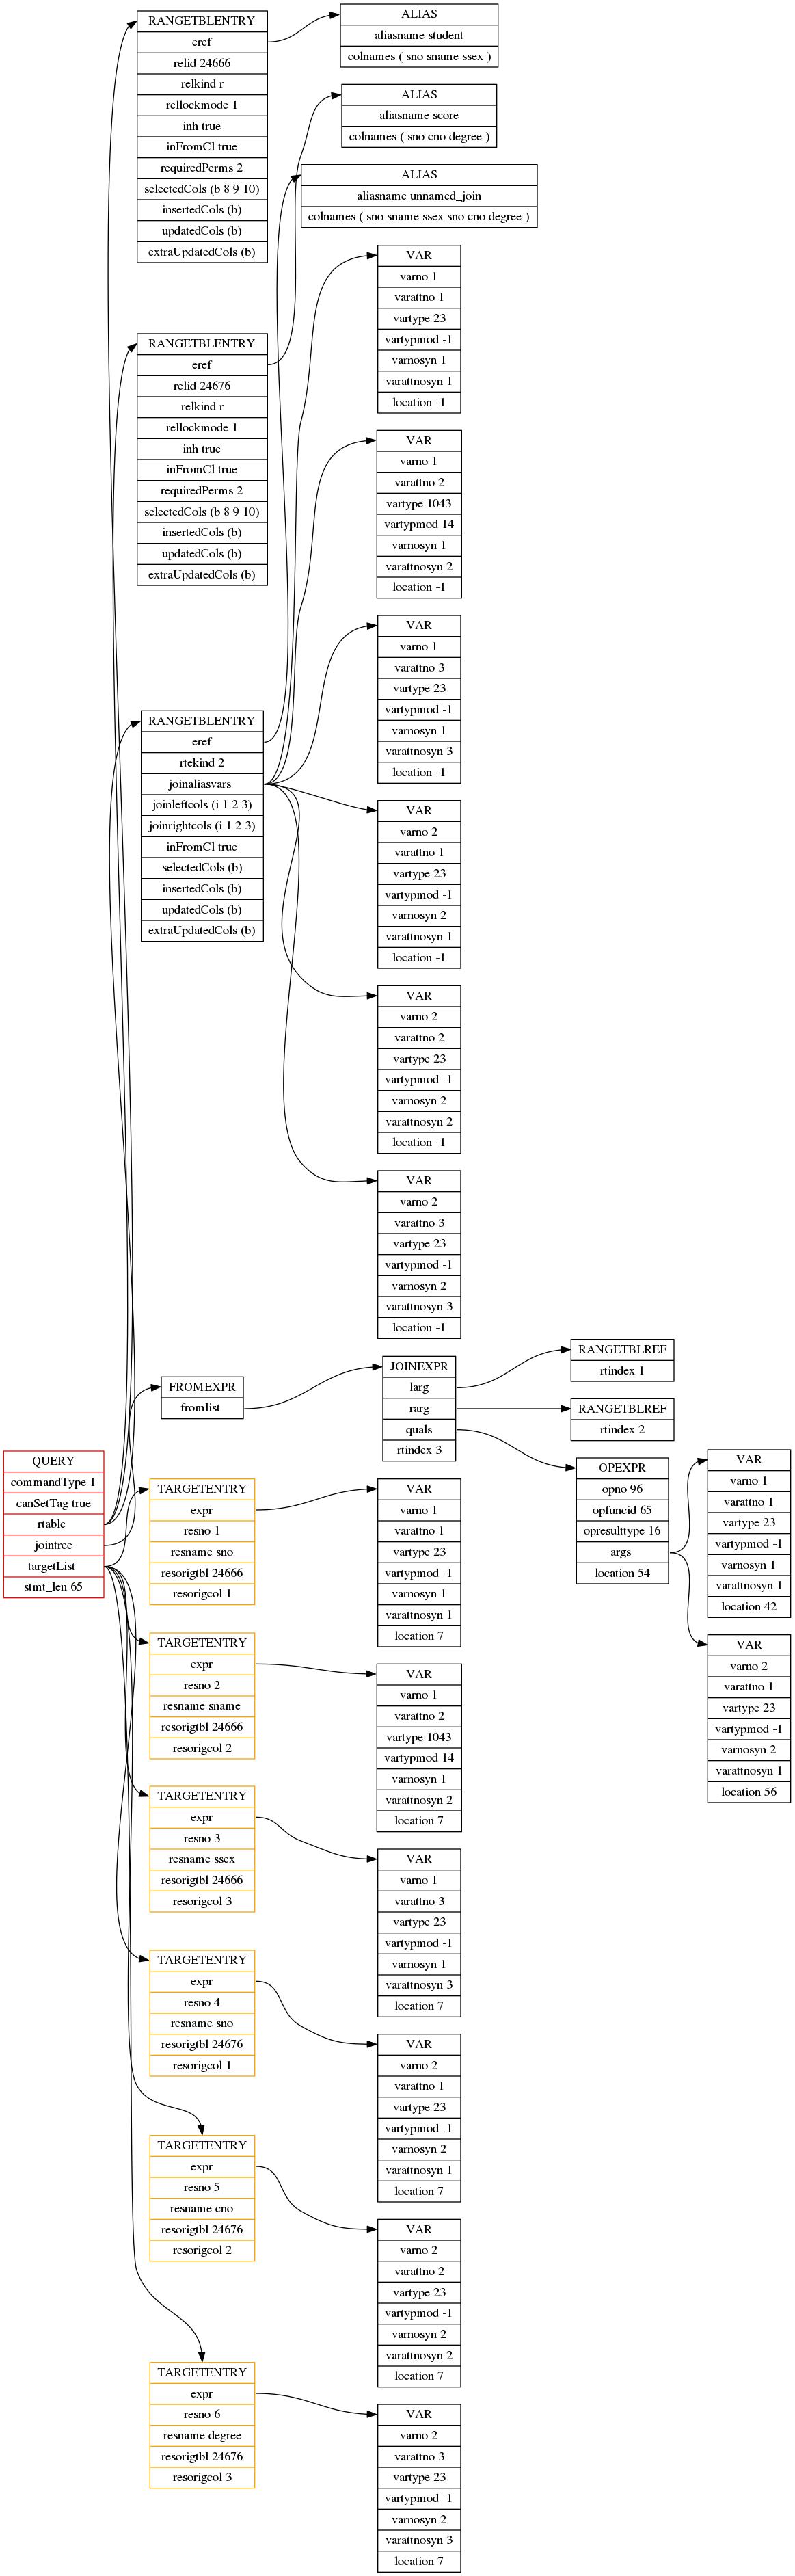 RANGETBLENTRY
eref
relid 24666
relkind r
rellockmode 1
inh true
inFromCl true
requiredPerms 2
selectedCols (b 8 9 10)
insertedCols (b)
updatedCols (b)
extraUpdatedCols (b)
ALIAS
aliasname student
colnames ( sno sname ssex )
ALIAS
aliasname score
colnames ( sno cno degree )
ALIAS
aliasname unnamed_join
colnames ( sno sname ssex sno cno degree )
RANGETBLENTRY
eref
relid 24676
relkind r
rellockmode 1
inh true
inFromCl true
requiredPerms 2
selectedCols (b 8 9 10)
insertedCols (b)
updatedCols (b)
extraUpdatedCols (b)
VAR
varno 1
varattno 1
vartype 23
vartypmod -1
varnosyn 1
varattnosyn 1
location -1
VAR
varno 1
varattno 2
vartype 1043
vartypmod 14
varnosyn 1
varattnosyn 2
location -1
VAR
varno 1
varattno 3
vartype 23
vartypmod -1
varnosyn 1
varattnosyn 3
location -1
RANGETBLENTRY
eref
rtekind 2
joinaliasvars
joinleftcols (i 1 2 3)
joinrightcols (i 1 2 3)
inFromCl true
selectedCols (b)
insertedCols (b)
updatedCols (b)
extraUpdatedCols (b)
VAR
varno 2
varattno 1
vartype 23
vartypmod -1
varnosyn 2
varattnosyn 1
location -1
VAR
varno 2
varattno 2
vartype 23
vartypmod -1
varnosyn 2
varattnosyn 2
location -1
VAR
varno 2
varattno 3
vartype 23
vartypmod -1
varnosyn 2
varattnosyn 3
location -1
FROMEXPR
fromlist
JOINEXPR
larg
rarg
quals
rtindex 3
RANGETBLREF
rtindex 1
RANGETBLREF
rtindex 2
QUERY
commandType 1
canSetTag true
rtable
jointree
targetList
stmt_len 65
OPEXPR
opno 96
opfuncid 65
opresulttype 16
args
location 54
VAR
varno 1
varattno 1
vartype 23
vartypmod -1
varnosyn 1
varattnosyn 1
location 42
VAR
varno 2
varattno 1
vartype 23
vartypmod -1
varnosyn 2
varattnosyn 1
location 56
TARGETENTRY
expr
resno 1
resname sno
resorigtbl 24666
resorigcol 1
VAR
varno 1
varattno 1
vartype 23
vartypmod -1
varnosyn 1
varattnosyn 1
location 7
TARGETENTRY
expr
resno 2
resname sname
resorigtbl 24666
resorigcol 2
VAR
varno 1
varattno 2
vartype 1043
vartypmod 14
varnosyn 1
varattnosyn 2
location 7
TARGETENTRY
expr
resno 3
resname ssex
resorigtbl 24666
resorigcol 3
VAR
varno 1
varattno 3
vartype 23
vartypmod -1
varnosyn 1
varattnosyn 3
location 7
TARGETENTRY
expr
resno 4
resname sno
resorigtbl 24676
resorigcol 1
VAR
varno 2
varattno 1
vartype 23
vartypmod -1
varnosyn 2
varattnosyn 1
location 7
TARGETENTRY
expr
resno 5
resname cno
resorigtbl 24676
resorigcol 2
VAR
varno 2
varattno 2
vartype 23
vartypmod -1
varnosyn 2
varattnosyn 2
location 7
TARGETENTRY
expr
resno 6
resname degree
resorigtbl 24676
resorigcol 3
VAR
varno 2
varattno 3
vartype 23
vartypmod -1
varnosyn 2
varattnosyn 3
location 7